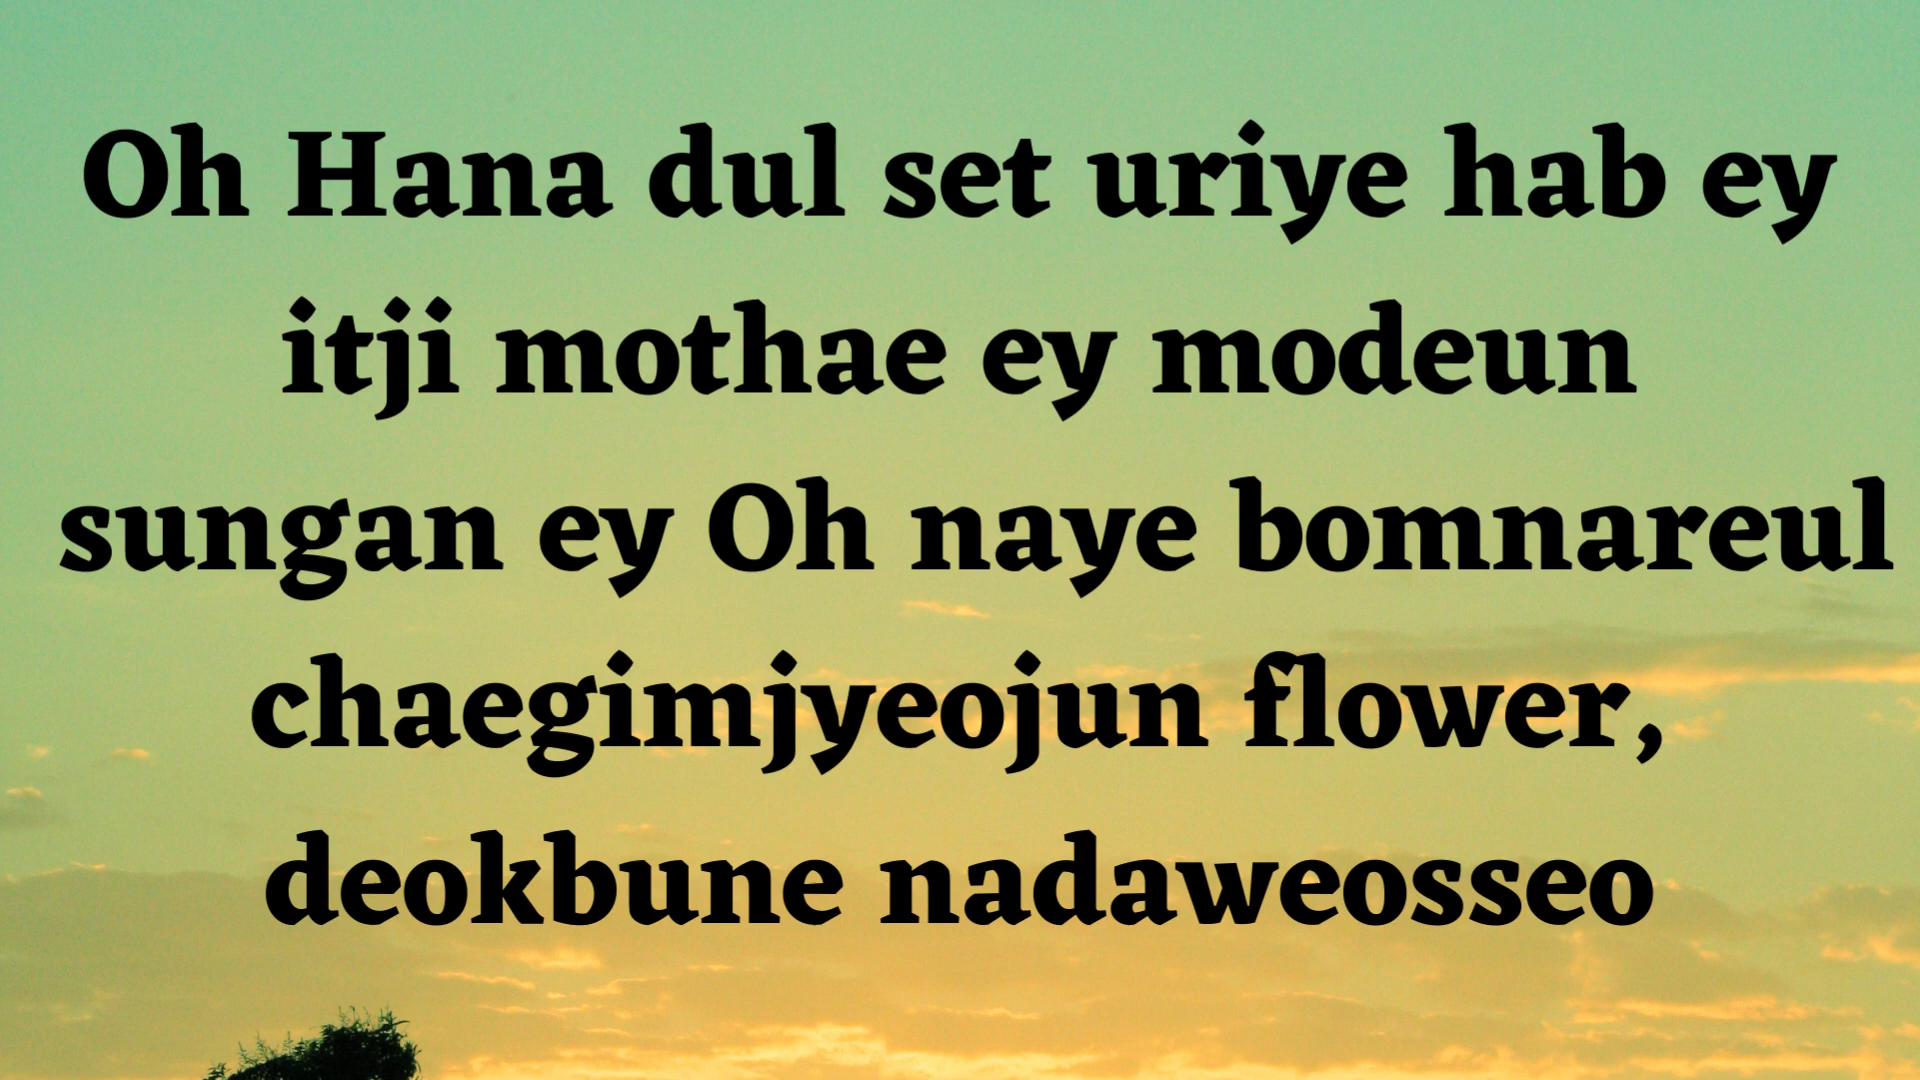 Oh Hana dul set uriye hab ey
itji mothae ey modeun
sungan ey Oh naye bomnareul
chaegimjyeojun flower,
deokbune nadaweosseo